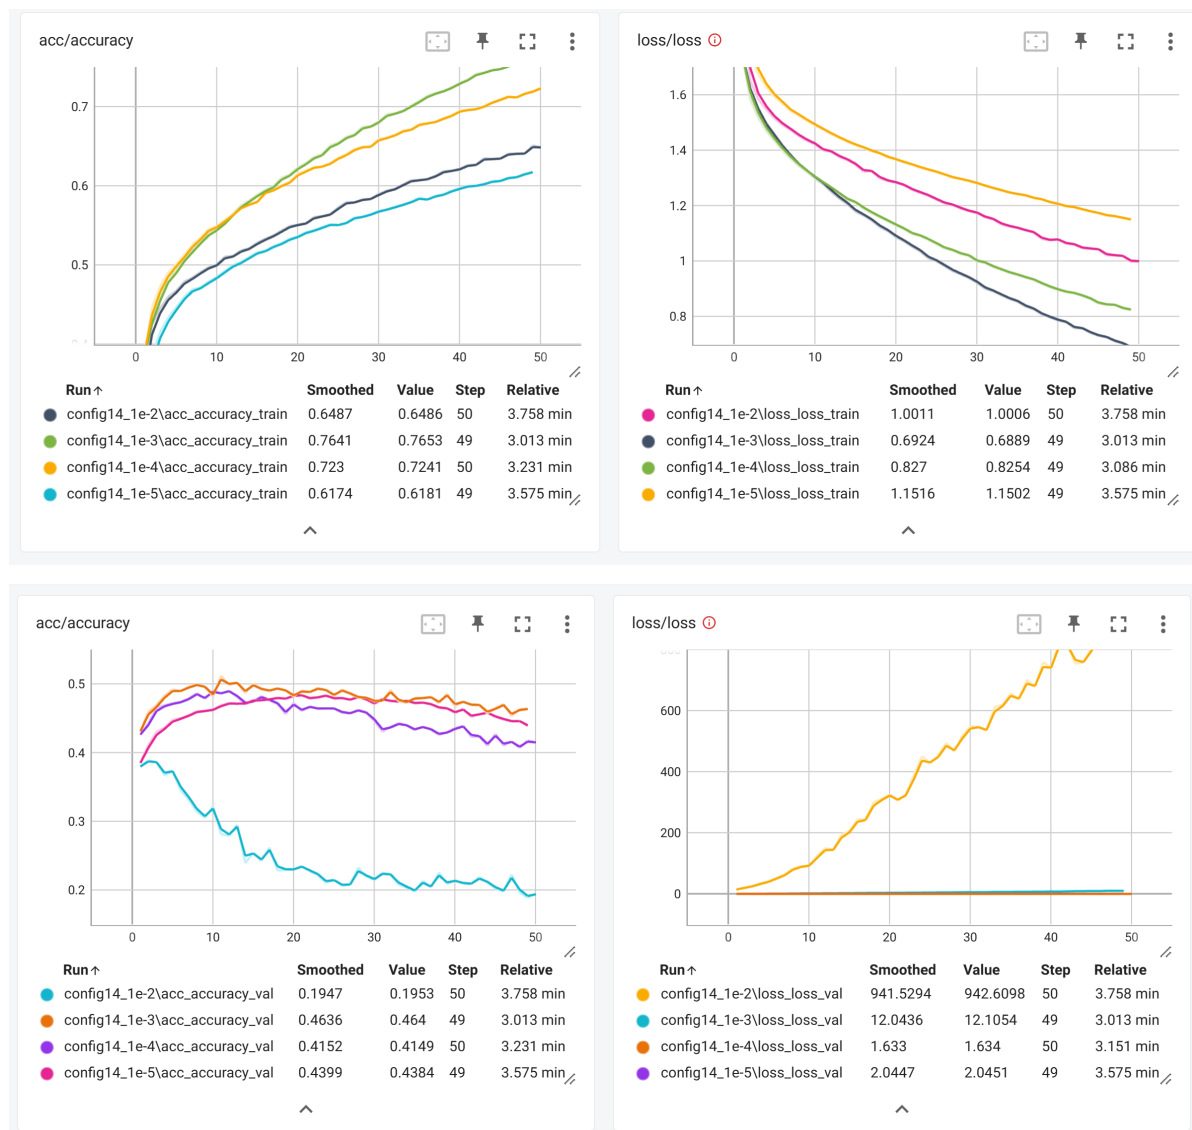 acc/accuracy
0.7
0.6
0.5
0 10 20 30 40 50
Run↑ Smoothed Value Step Relative
config14_1e-2\acc_accuracy_train 0.6487 0.6486 50 3.758 min
config14_1e-3\acc_accuracy_train 0.7641 0.7653 49 3.013 min
config14_1e-4\acc_accuracy_train 0.723 0.7241 50 3.231 min
config14_1e-5\acc_accuracy_train 0.6174 0.6181 49 3.575 min
loss/loss
1.6
1.4
1.2
1
0.8
0 10 20 30 40 50
Run↑ Smoothed Value Step Relative
config14_1e-2\loss_loss_train 1.0011 1.0006 50 3.758 min
config14_1e-3\loss_loss_train 0.6924 0.6889 49 3.013 min
config14_1e-4\loss_loss_train 0.827 0.8254 49 3.086 min
config14_1e-5\loss_loss_train 1.1516 1.1502 49 3.575 min
acc/accuracy
0.5
0.4
0.3
0.2
0 10 20 30 40 50
Run↑ Smoothed Value Step Relative
config14_1e-2\acc_accuracy_val 0.1947 0.1953 50 3.758 min
config14_1e-3\acc_accuracy_val 0.4636 0.464 49 3.013 min
config14_1e-4\acc_accuracy_val 0.4152 0.4149 50 3.231 min
config14_1e-5\acc_accuracy_val 0.4399 0.4384 49 3.575 min
loss/loss
600
400
200
0
0 10 20 30 40 50
Run↑ Smoothed Value Step Relative
config14_1e-2\loss_loss_val 941.5294 942.6098 50 3.758 min
config14_1e-3\loss_loss_val 12.0436 12.1054 49 3.013 min
config14_1e-4\loss_loss_val 1.633 1.634 50 3.151 min
config14_1e-5\loss_loss_val 2.0447 2.0451 49 3.575 min